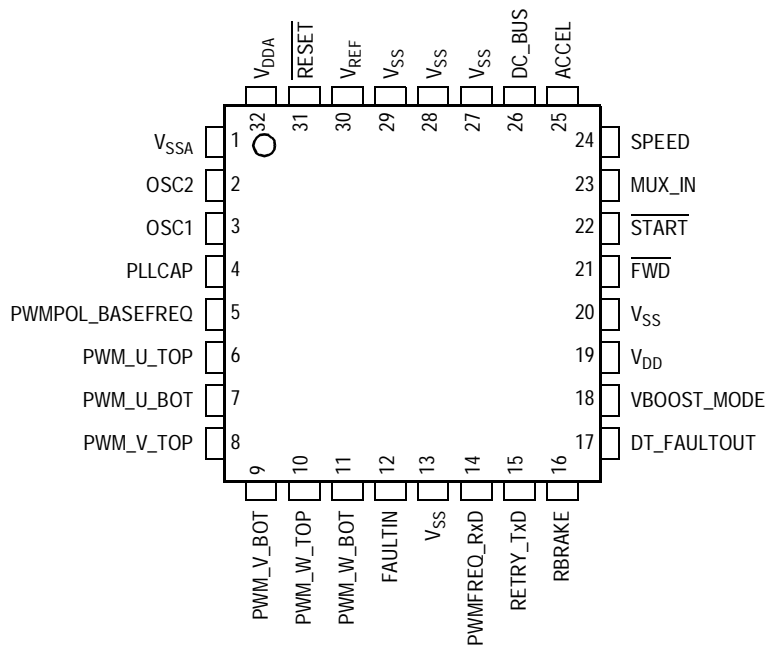 VDDA
RESET
VREF
VSS
VSS
VSS
DC_BUS
ACCEL
32
31
30
29
28
27
26
25
VSSA 1
24 SPEED
OSC2 2
23 MUX_IN
OSC1 3
22 START
PLLCAP 4
21 FWD
PWMPOL_BASEFREQ 5
20 VSS
PWM_U_TOP 6
19 VDD
PWM_U_BOT 7
18 VBOOST_MODE
PWM_V_TOP 8
17 DT_FAULTOUT
9
10
11
12
13
14
15
16
PWM_V_BOT
PWM_W_TOP
PWM_W_BOT
FAULTIN
VSS
PWMFREQ_RxD
RETRY_TxD
RBRAKE